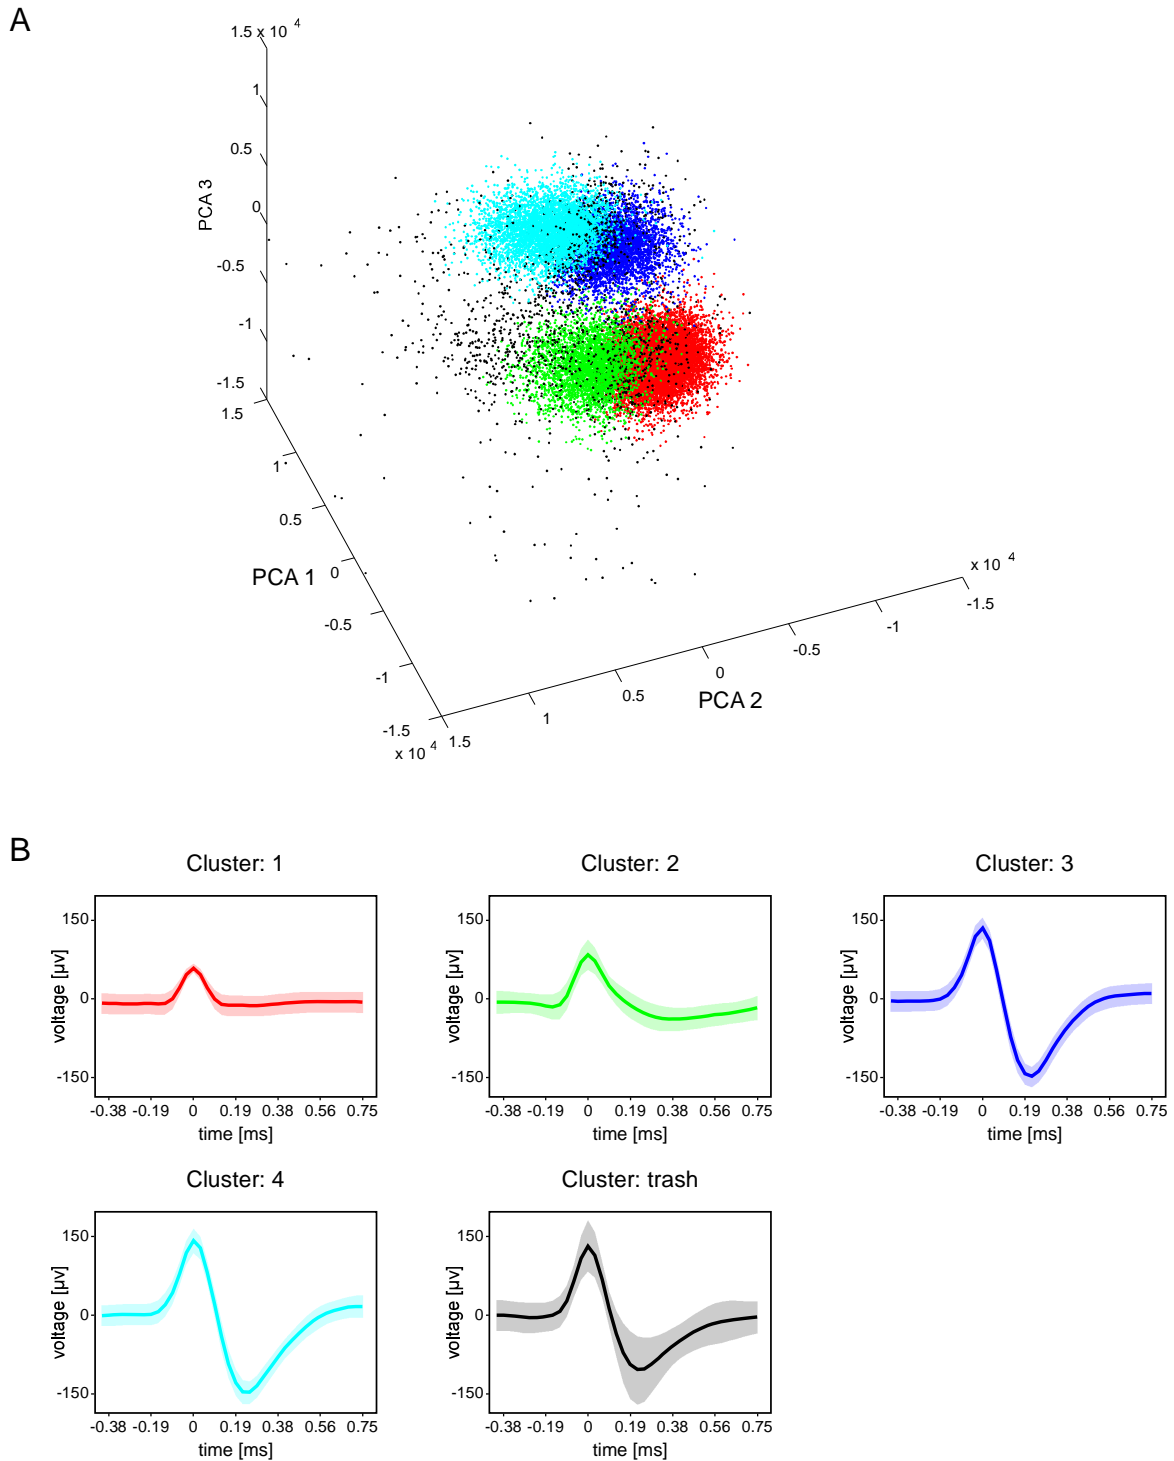 A
1.5 x 10 4
1
0.5
0
-0.5
-1
-1.5
PCA 3
1.5
1
0.5
0
-0.5
-1
-1.5
x 10 4
PCA 1
1.5
1
0.5
0
-0.5
-1
-1.5
x 10 4
PCA 2
B
Cluster: 1
150
0
-150
voltage [µv]
-0.38 -0.19 0 0.19 0.38 0.56 0.75
time [ms]
Cluster: 2
150
0
-150
voltage [µv]
-0.38 -0.19 0 0.19 0.38 0.56 0.75
time [ms]
Cluster: 3
150
0
-150
voltage [µv]
-0.38 -0.19 0 0.19 0.38 0.56 0.75
time [ms]
Cluster: 4
150
0
-150
voltage [µv]
-0.38 -0.19 0 0.19 0.38 0.56 0.75
time [ms]
Cluster: trash
150
0
-150
voltage [µv]
-0.38 -0.19 0 0.19 0.38 0.56 0.75
time [ms]